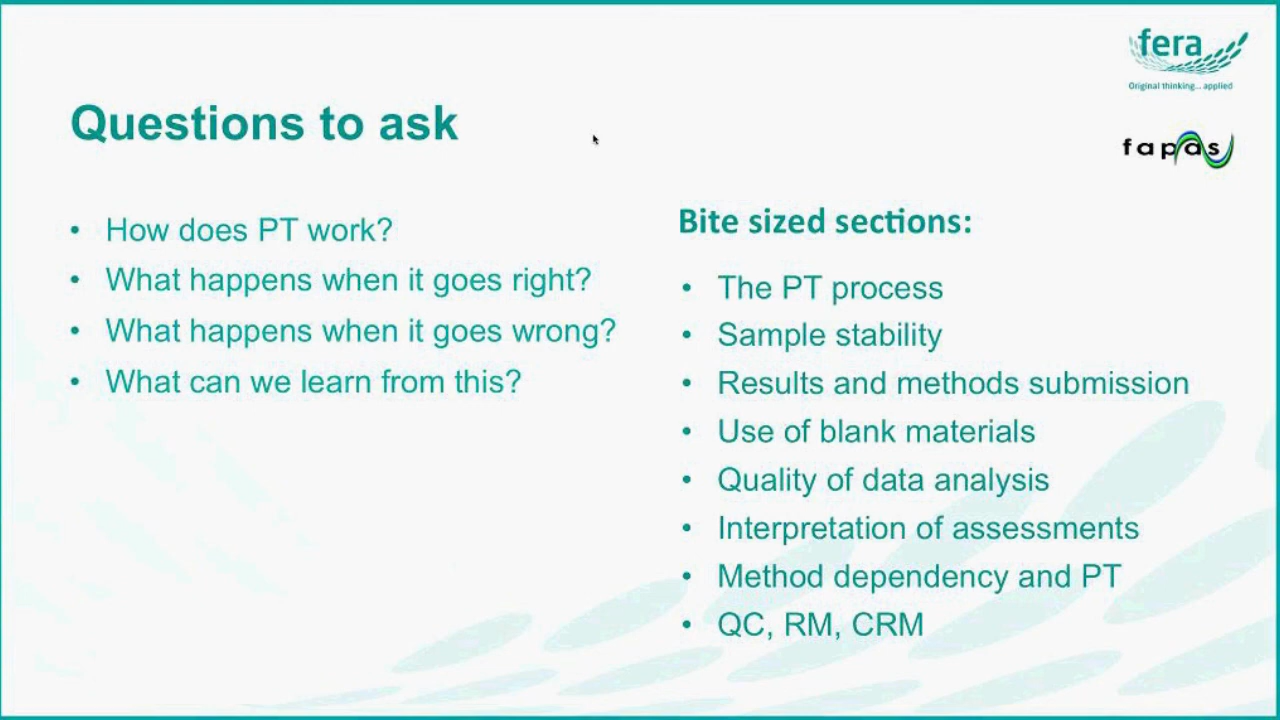 fera
Original thinking... applied
fapas
Questions to ask
• How does PT work?
• What happens when it goes right?
• What happens when it goes wrong?
• What can we learn from this?
Bite sized sections:
• The PT process
• Sample stability
• Results and methods submission
• Use of blank materials
• Quality of data analysis
• Interpretation of assessments
• Method dependency and PT
• QC, RM, CRM